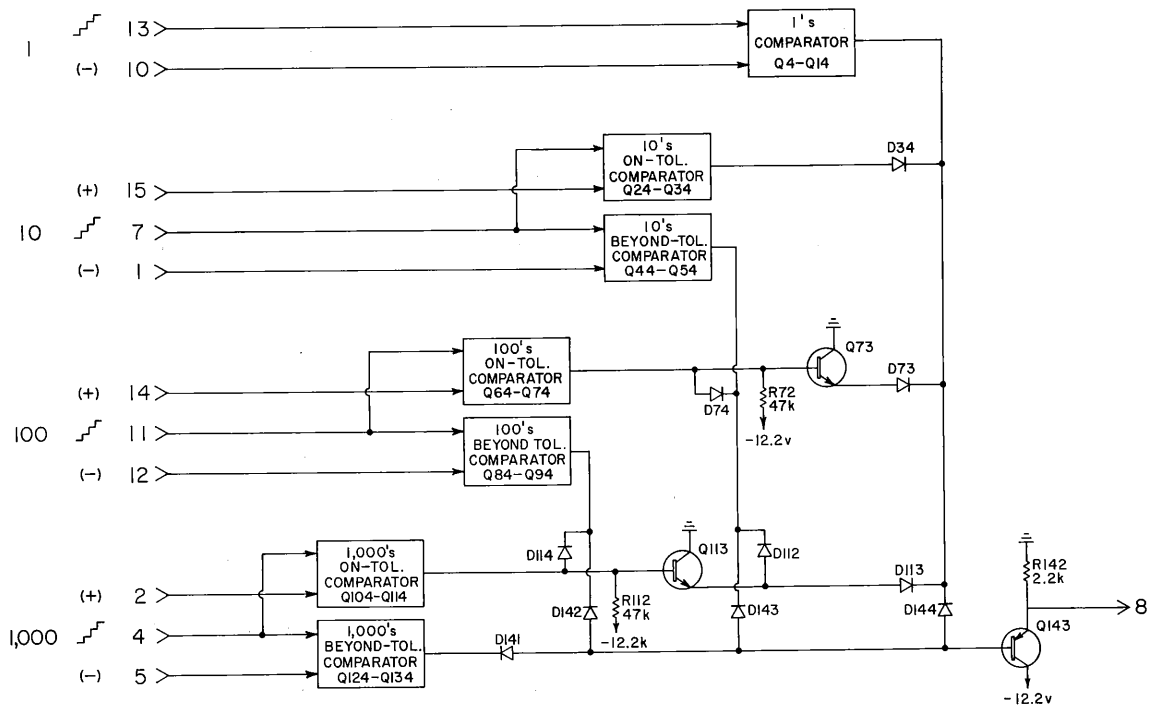 1
13
(-) 10
1's
COMPARATOR
Q4-Q14
10
(+) 15
7
(-) 1
10's
ON-TOL.
COMPARATOR
Q24-Q34
D34
10's
BEYOND-TOL.
COMPARATOR
Q44-Q54
100
(+) 14
11
(-) 12
100's
ON-TOL.
COMPARATOR
Q64-Q74
Q73
D73
D74
R72
47k
-12.2v
100's
BEYOND TOL.
COMPARATOR
Q84-Q94
1,000
(+) 2
4
(-) 5
1,000's
ON-TOL.
COMPARATOR
Q104-Q114
D114
Q113
D112
D113
R142
2.2k
8
R112
47k
-12.2k
D142
D143
D144
Q143
-12.2v
1,000's
BEYOND-TOL.
COMPARATOR
Q124-Q134
D141